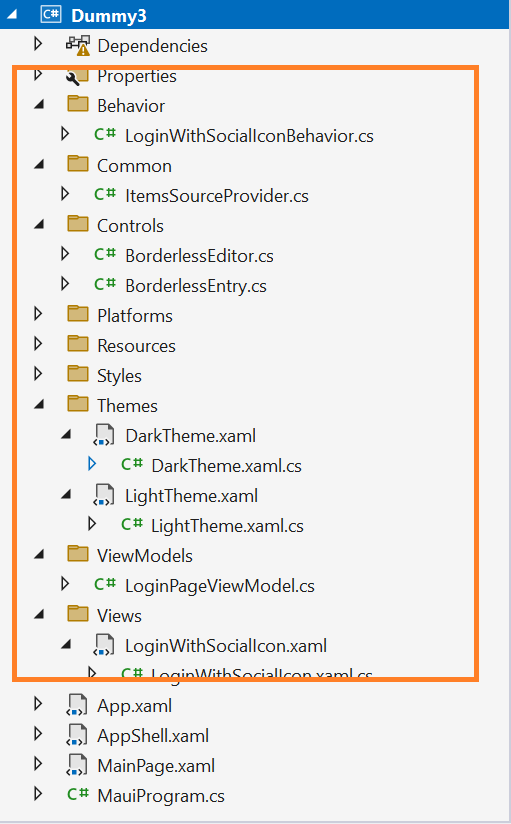 C# Dummy3
Dependencies
Properties
Behavior
C# LoginWithSocialIconBehavior.cs
Common
C# ItemsSourceProvider.cs
Controls
C# BorderlessEditor.cs
C# BorderlessEntry.cs
Platforms
Resources
Styles
Themes
DarkTheme.xaml
C# DarkTheme.xaml.cs
LightTheme.xaml
C# LightTheme.xaml.cs
ViewModels
C# LoginPageViewModel.cs
Views
LoginWithSocialIcon.xaml
C# LoginWithSocialIcon.xaml.cs
App.xaml
AppShell.xaml
MainPage.xaml
C# MauiProgram.cs